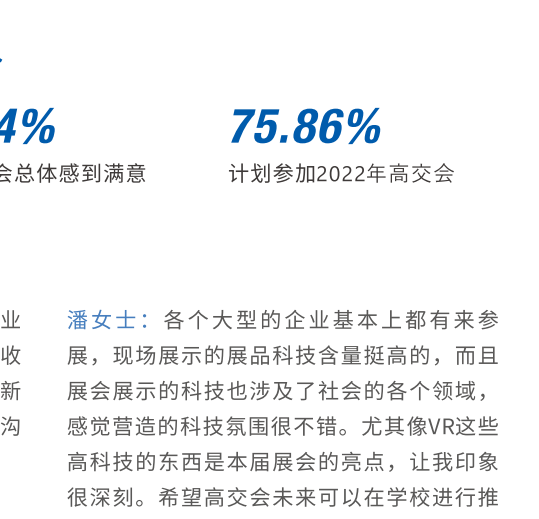 4%
75.86%
会总体感到满意
计划参加2022年高交会
业
收
新
沟
潘女士：各个大型的企业基本上都有来参
展，现场展示的展品科技含量挺高的，而且
展会展示的科技也涉及了社会的各个领域，
感觉营造的科技氛围很不错。尤其像VR这些
高科技的东西是本届展会的亮点，让我印象
很深刻。希望高交会未来可以在学校进行推